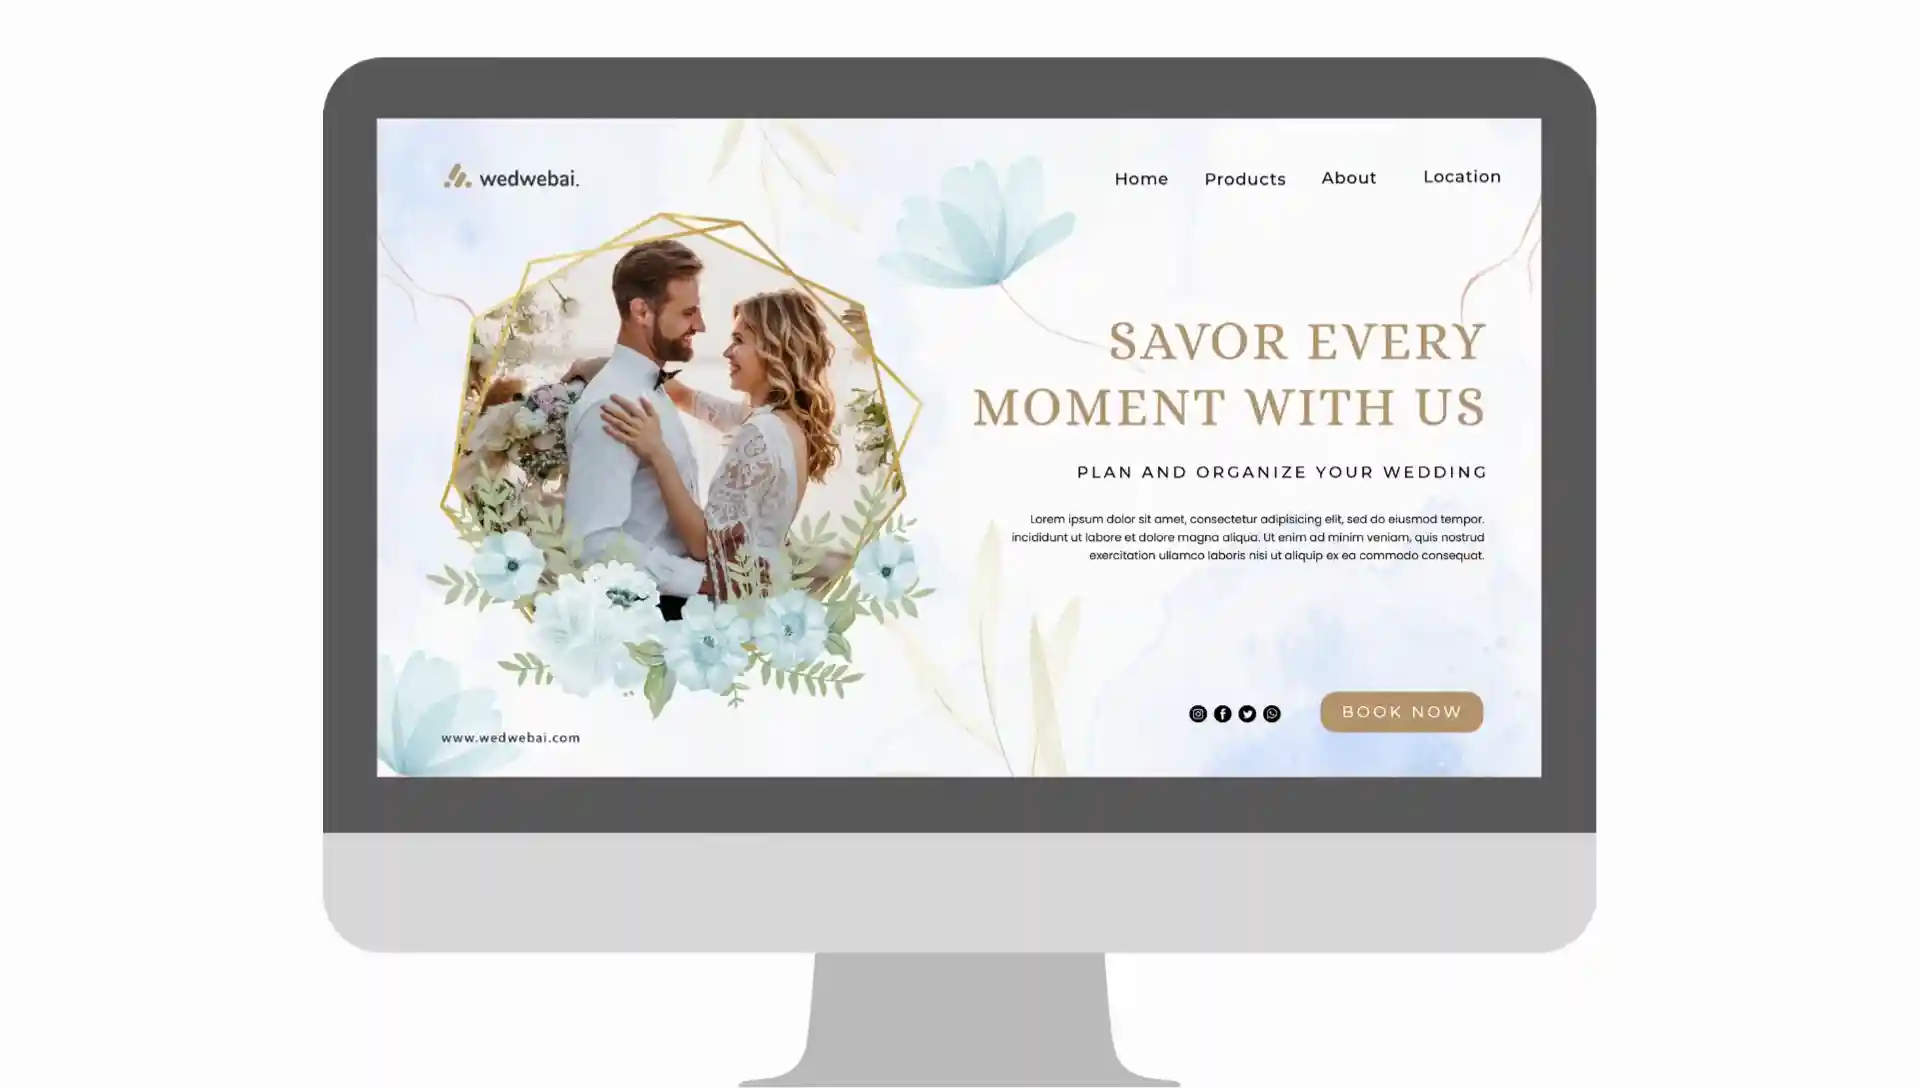 wedwebai.
Home Products About Location
SAVOR EVERY
MOMENT WITH US
PLAN AND ORGANIZE YOUR WEDDING
Lorem ipsum dolor sit amet, consectetur adipisicing elit, sed do eiusmod tempor.
incididunt ut labore et dolore magna aliqua. Ut enim ad minim veniam, quis nostrud
exercitation ullamco laboris nisi ut aliquip ex ea commodo consequat.
BOOK NOW
www.wedwebai.com